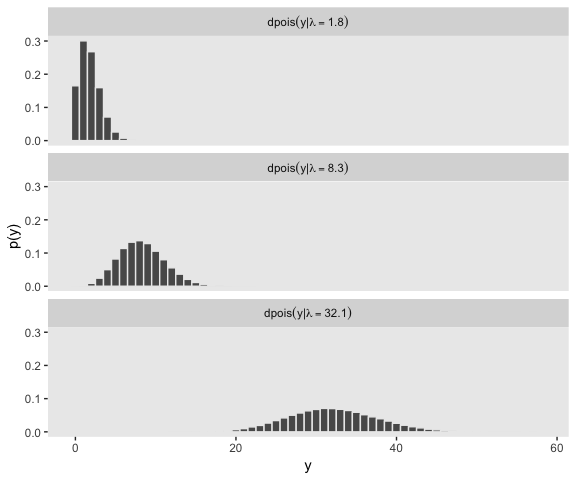 dpois(y|λ = 1.8)
0.3
0.2
0.1
0.0
dpois(y|λ = 8.3)
0.3
0.2
0.1
0.0
p(y)
dpois(y|λ = 32.1)
0.3
0.2
0.1
0.0
0 20 40 60
y